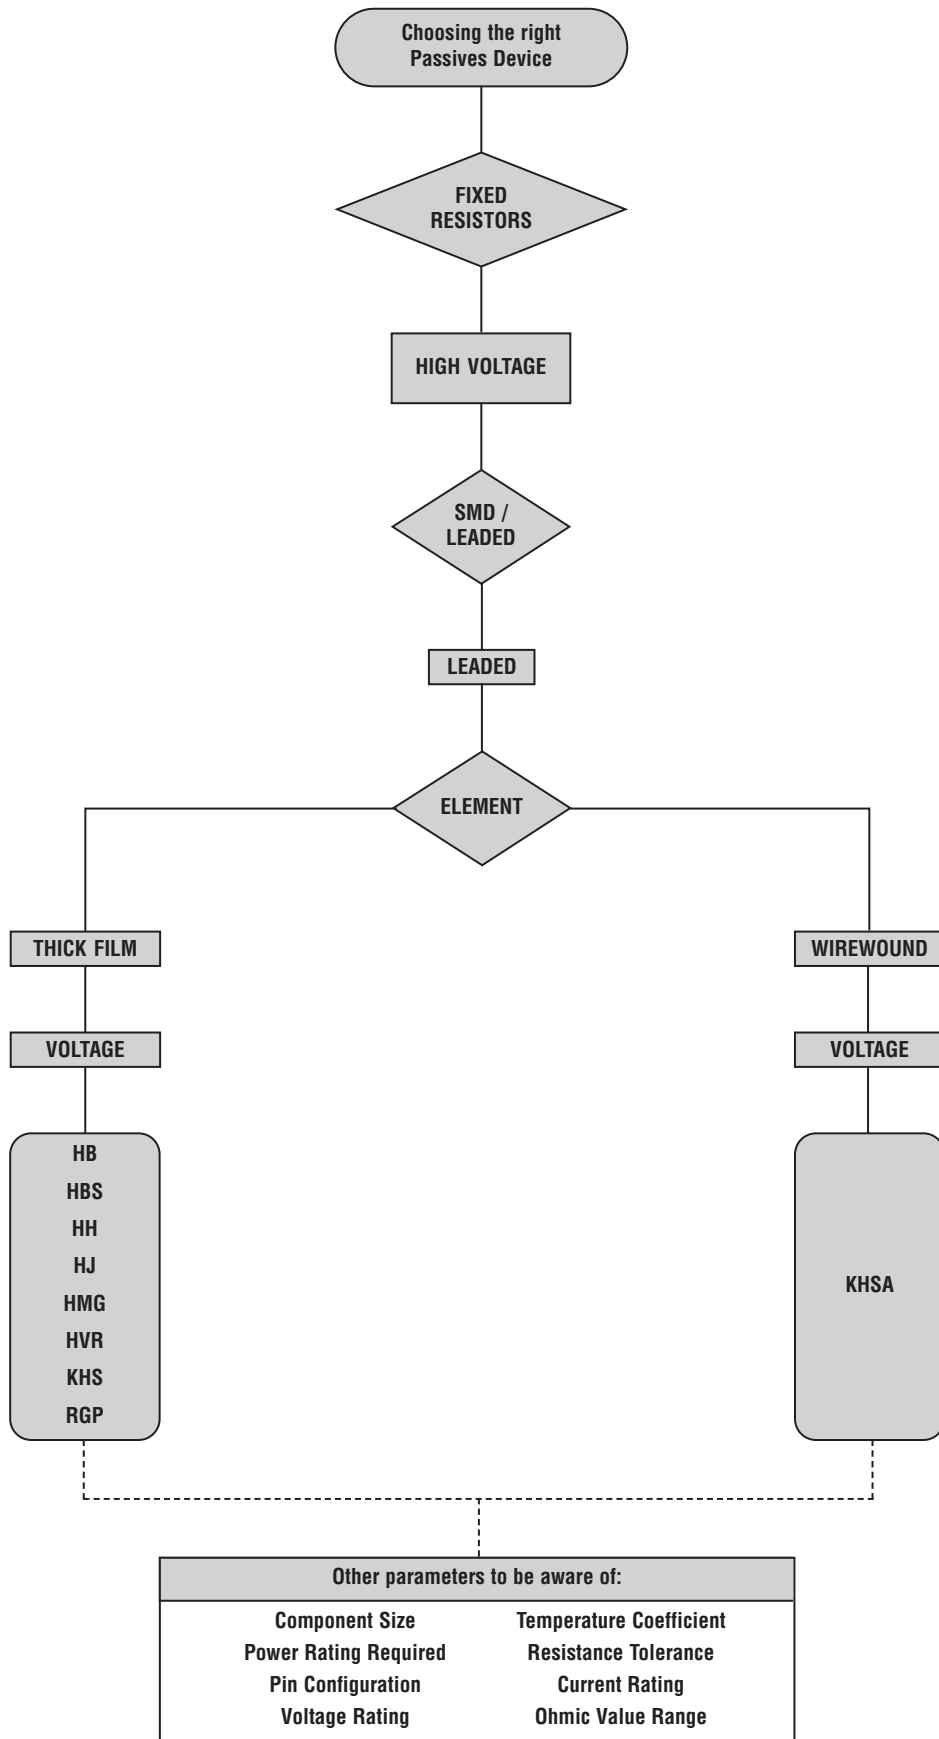 Choosing the right
Passives Device
FIXED
RESISTORS
HIGH VOLTAGE
SMD /
LEADED
LEADED
ELEMENT
THICK FILM
WIREWOUND
VOLTAGE
VOLTAGE
HB
HBS
HH
HJ
HMG
HVR
KHS
RGP
KHSA
Other parameters to be aware of:
Component Size
Temperature Coefficient
Power Rating Required
Resistance Tolerance
Pin Configuration
Current Rating
Voltage Rating
Ohmic Value Range